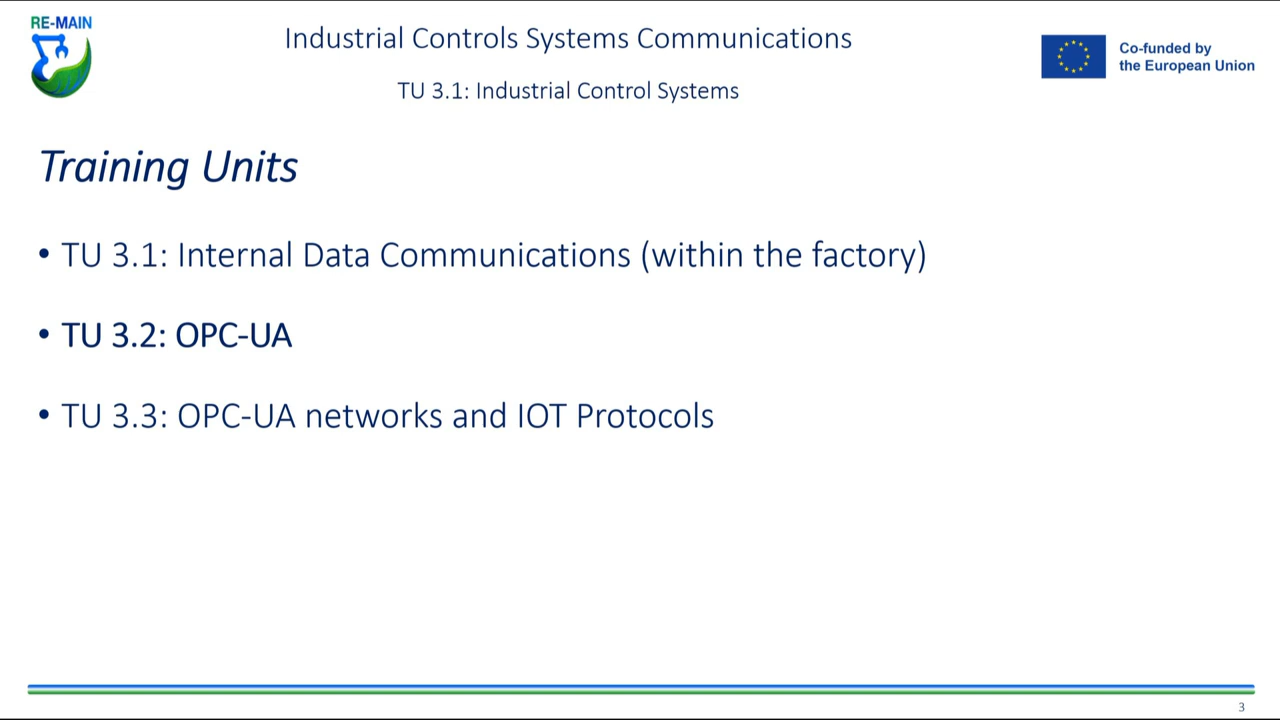 RE-MAIN
Industrial Controls Systems Communications
TU 3.1: Industrial Control Systems
Co-funded by
the European Union
Training Units
• TU 3.1: Internal Data Communications (within the factory)
• TU 3.2: OPC-UA
• TU 3.3: OPC-UA networks and IOT Protocols
3